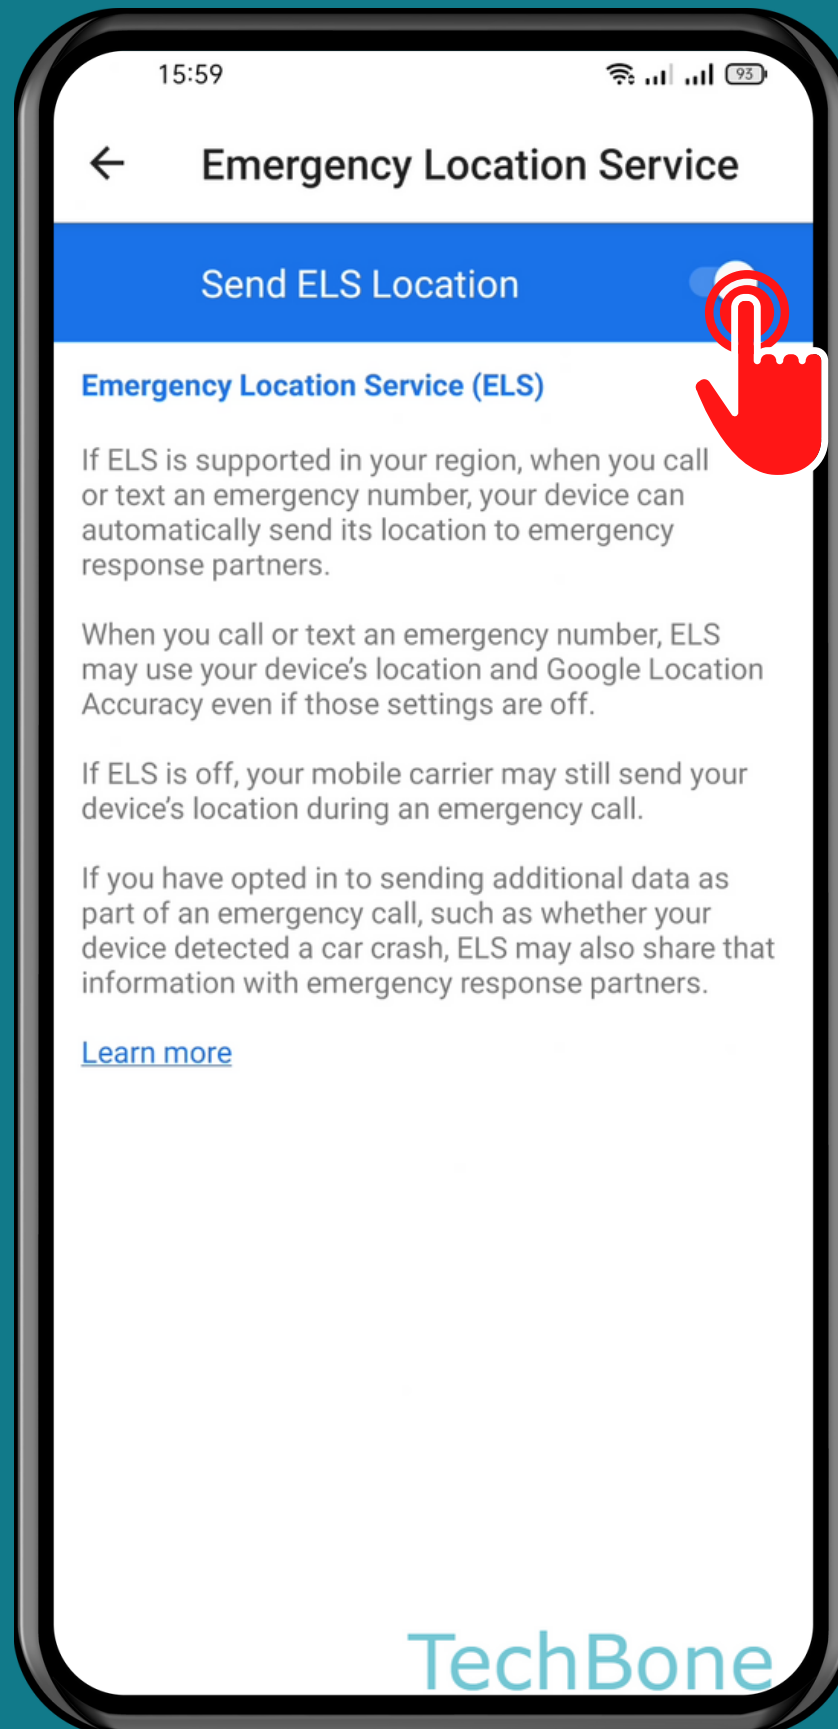 15:59
93
Emergency Location Service
Send ELS Location
Emergency Location Service (ELS)
If ELS is supported in your region, when you call
or text an emergency number, your device can
automatically send its location to emergency
response partners.
When you call or text an emergency number, ELS
may use your device’s location and Google Location
Accuracy even if those settings are off.
If ELS is off, your mobile carrier may still send your
device’s location during an emergency call.
If you have opted in to sending additional data as
part of an emergency call, such as whether your
device detected a car crash, ELS may also share that
information with emergency response partners.
Learn more
TechBone